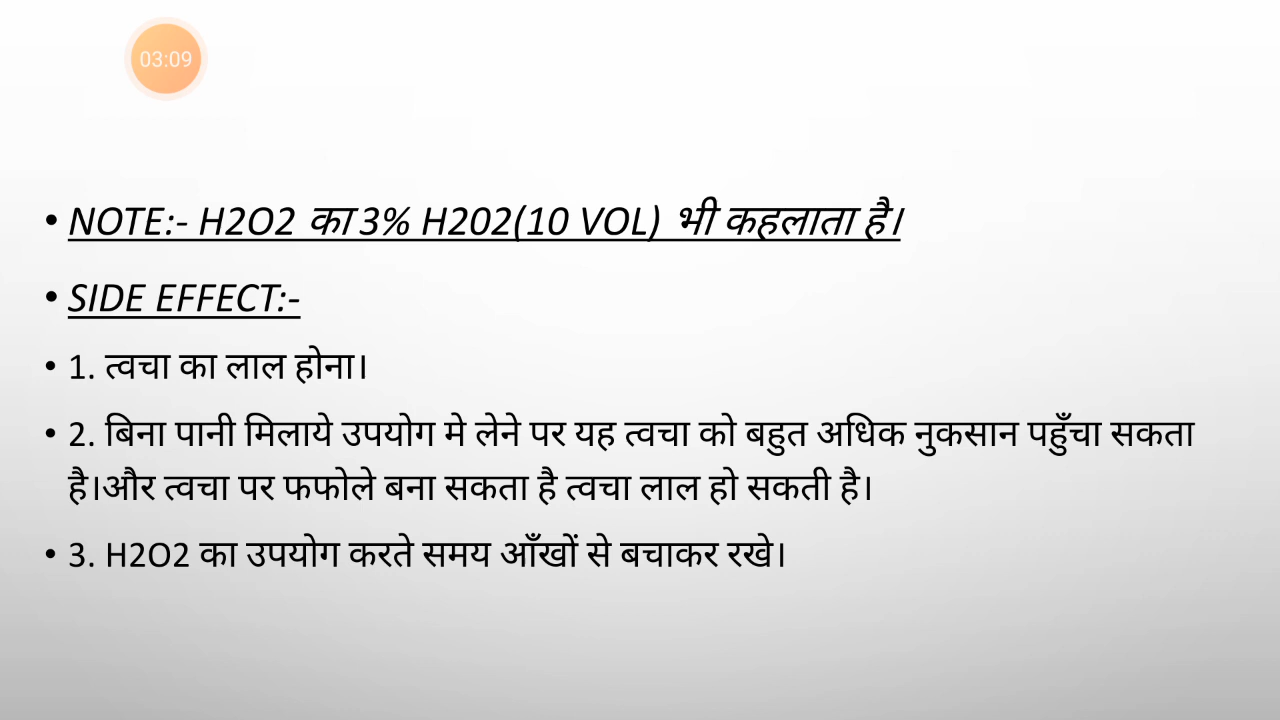 03:09
• NOTE:- H2O2 का 3% H202(10 VOL) भी कहलाता है।
• SIDE EFFECT:-
• 1. त्वचा का लाल होना।
• 2. बिना पानी मिलाये उपयोग मे लेने पर यह त्वचा को बहुत अधिक नुकसान पहुँचा सकता
है।और त्वचा पर फफोले बना सकता है त्वचा लाल हो सकती है।
• 3. H2O2 का उपयोग करते समय आँखों से बचाकर रखे।